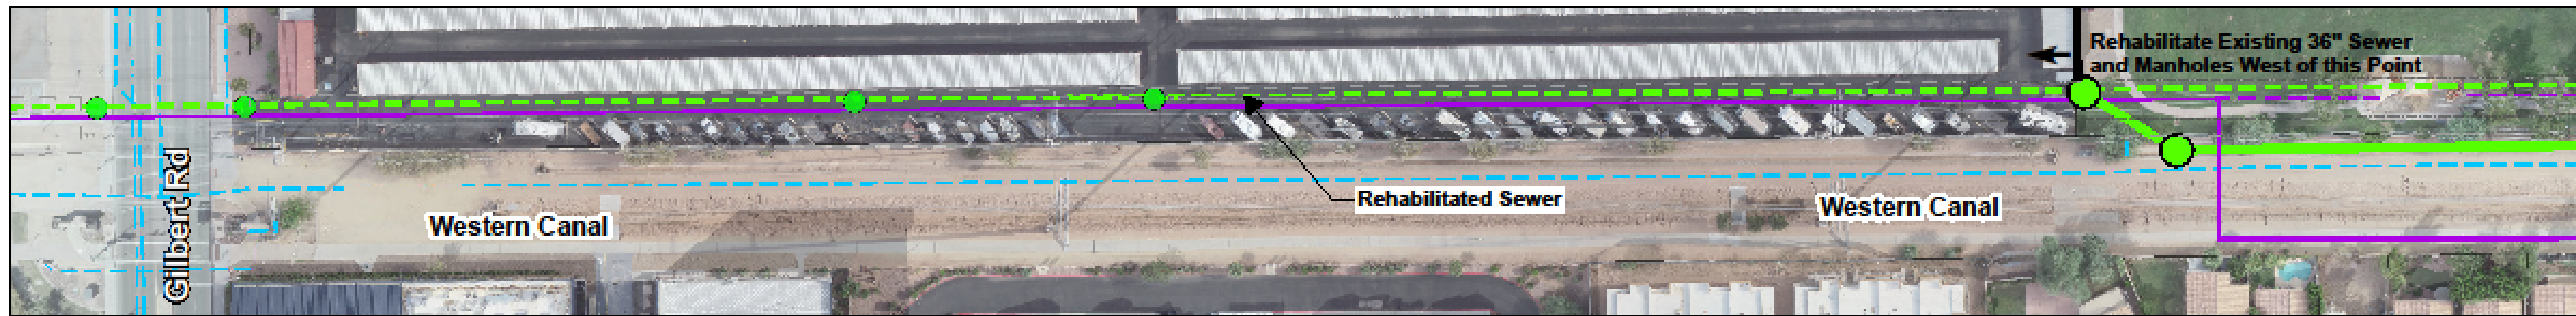 Rehabilitate Existing 36" Sewer
and Manholes West of this Point
Gilbert Rd
Rehabilitated Sewer
Western Canal
Western Canal